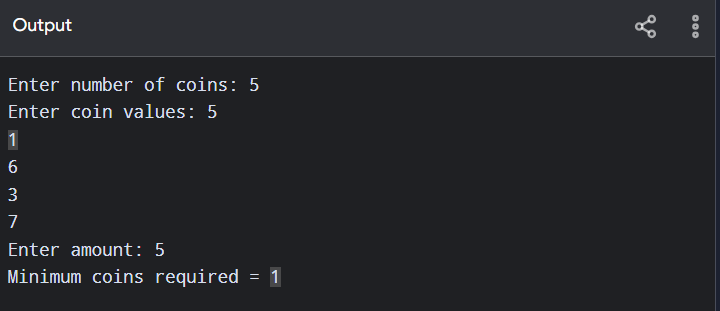 Output
Enter number of coins: 5
Enter coin values: 5
1
6
3
7
Enter amount: 5
Minimum coins required = 1